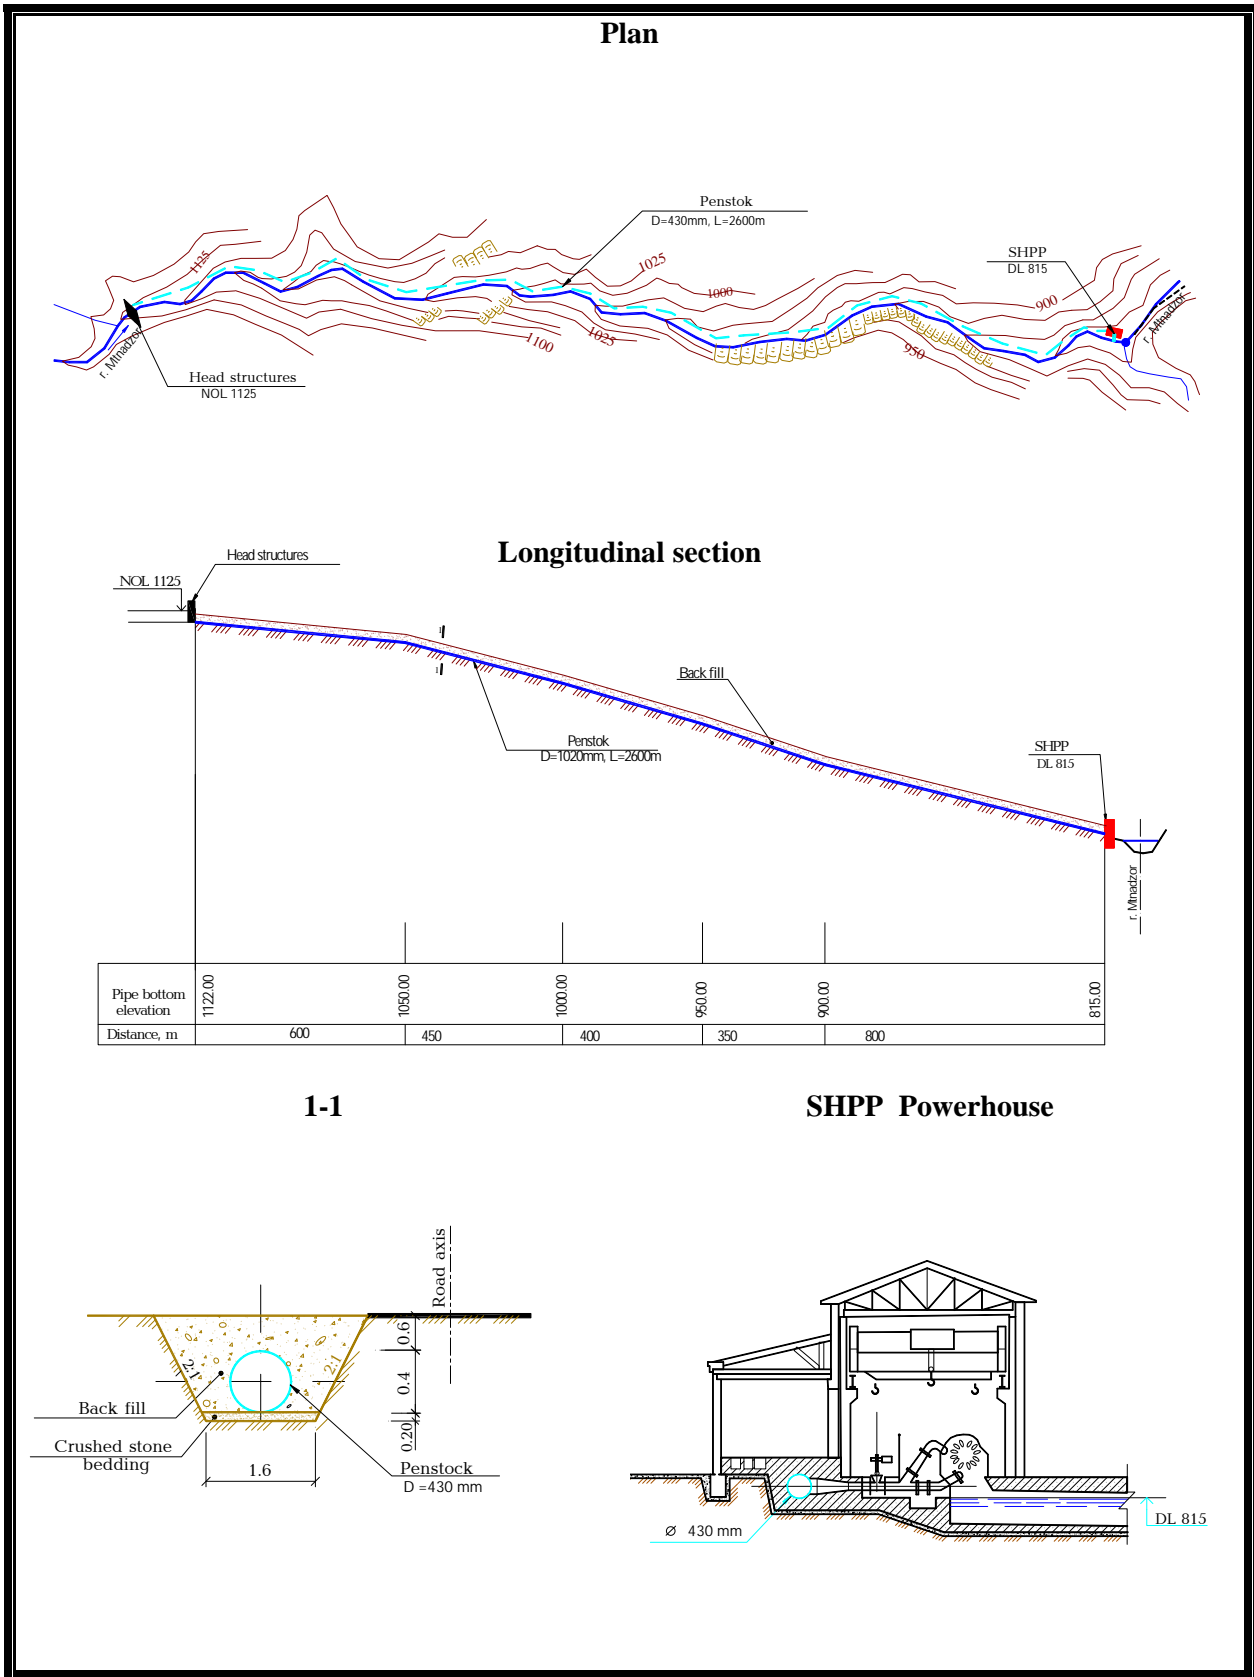 Plan
Penstok
D=430mm, L=2600m
SHPP
DL 815
1125
1025
1000
900
1100
1025
950
r. Mtnadzor
r. Mtnadzor
Head structures
NOL 1125
Longitudinal section
Head structures
NOL 1125
1
1
Back fill
Penstok
D=1020mm, L=2600m
SHPP
DL 815
r. Mtnadzor
Pipe bottom
elevation
1122.00
1050.00
1000.00
950.00
900.00
815.00
Distance, m
600
450
400
350
800
1-1
SHPP Powerhouse
Road axis
0.6
0.4
0.20
2:1
2:1
Back fill
Crushed stone
bedding
1.6
Penstock
D =430 mm
Ø 430 mm
DL 815